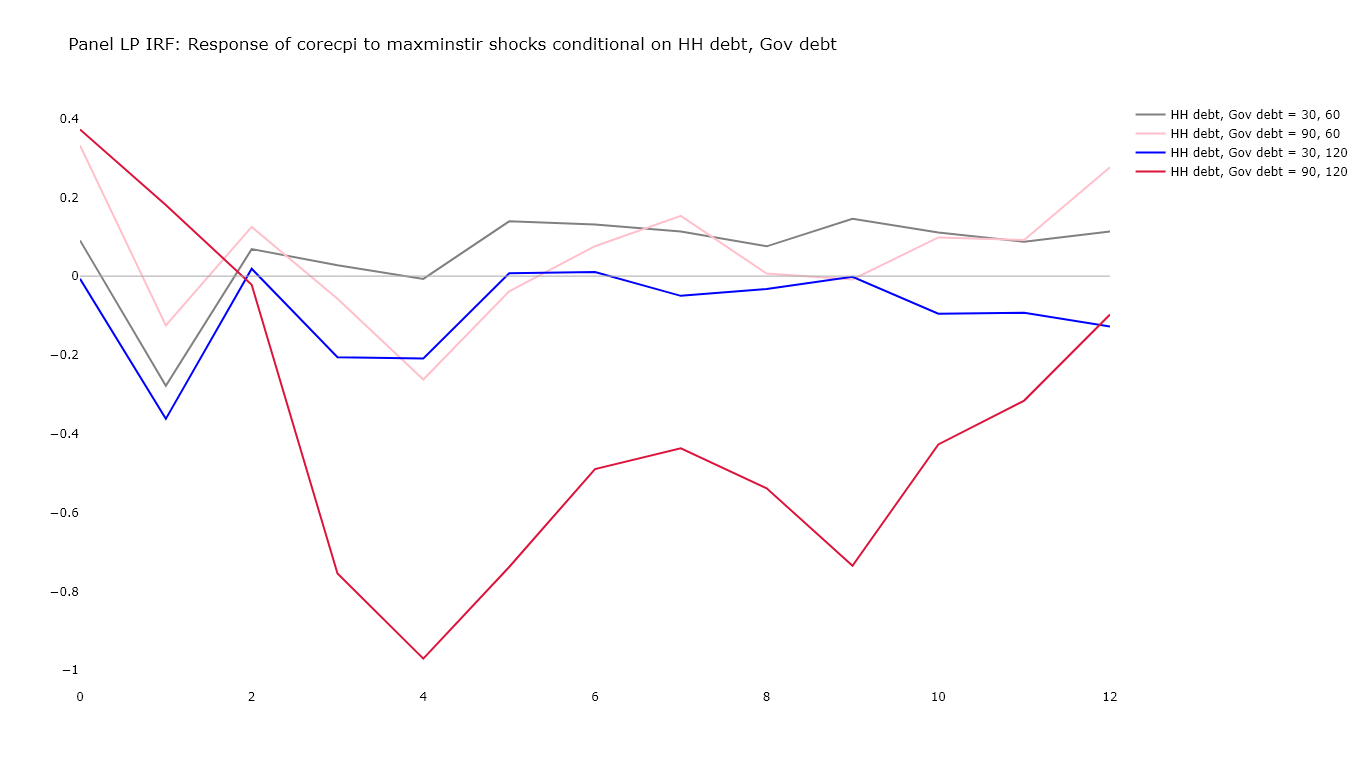 Panel LP IRF: Response of corecpi to maxminstir shocks conditional on HH debt, Gov debt
HH debt, Gov debt = 30, 60
HH debt, Gov debt = 90, 60
HH debt, Gov debt = 30, 120
HH debt, Gov debt = 90, 120
0.4
0.2
0
−0.2
−0.4
−0.6
−0.8
−1
0 2 4 6 8 10 12